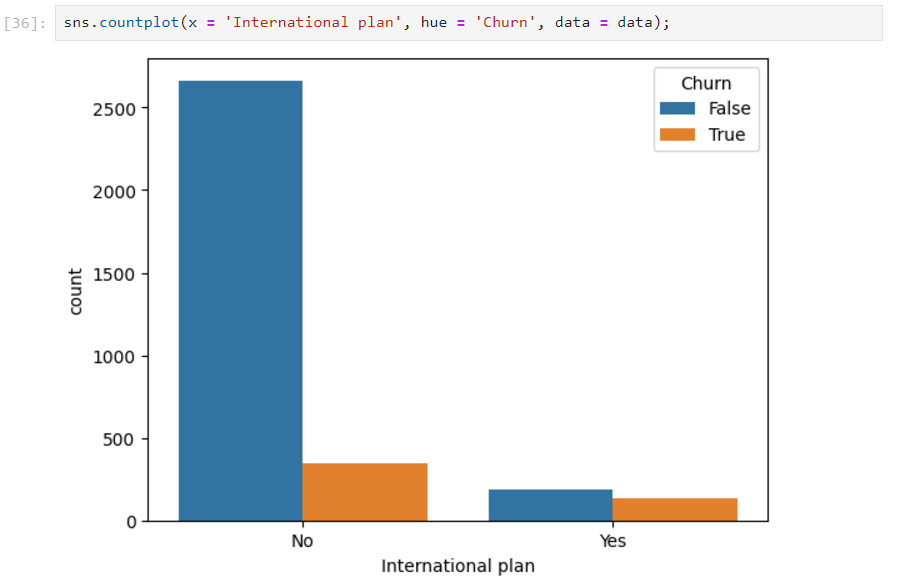 [36]: sns.countplot(x = 'International plan', hue = 'Churn', data = data);
Churn
False
True
2500
2000
1500
1000
500
0
count
No Yes
International plan